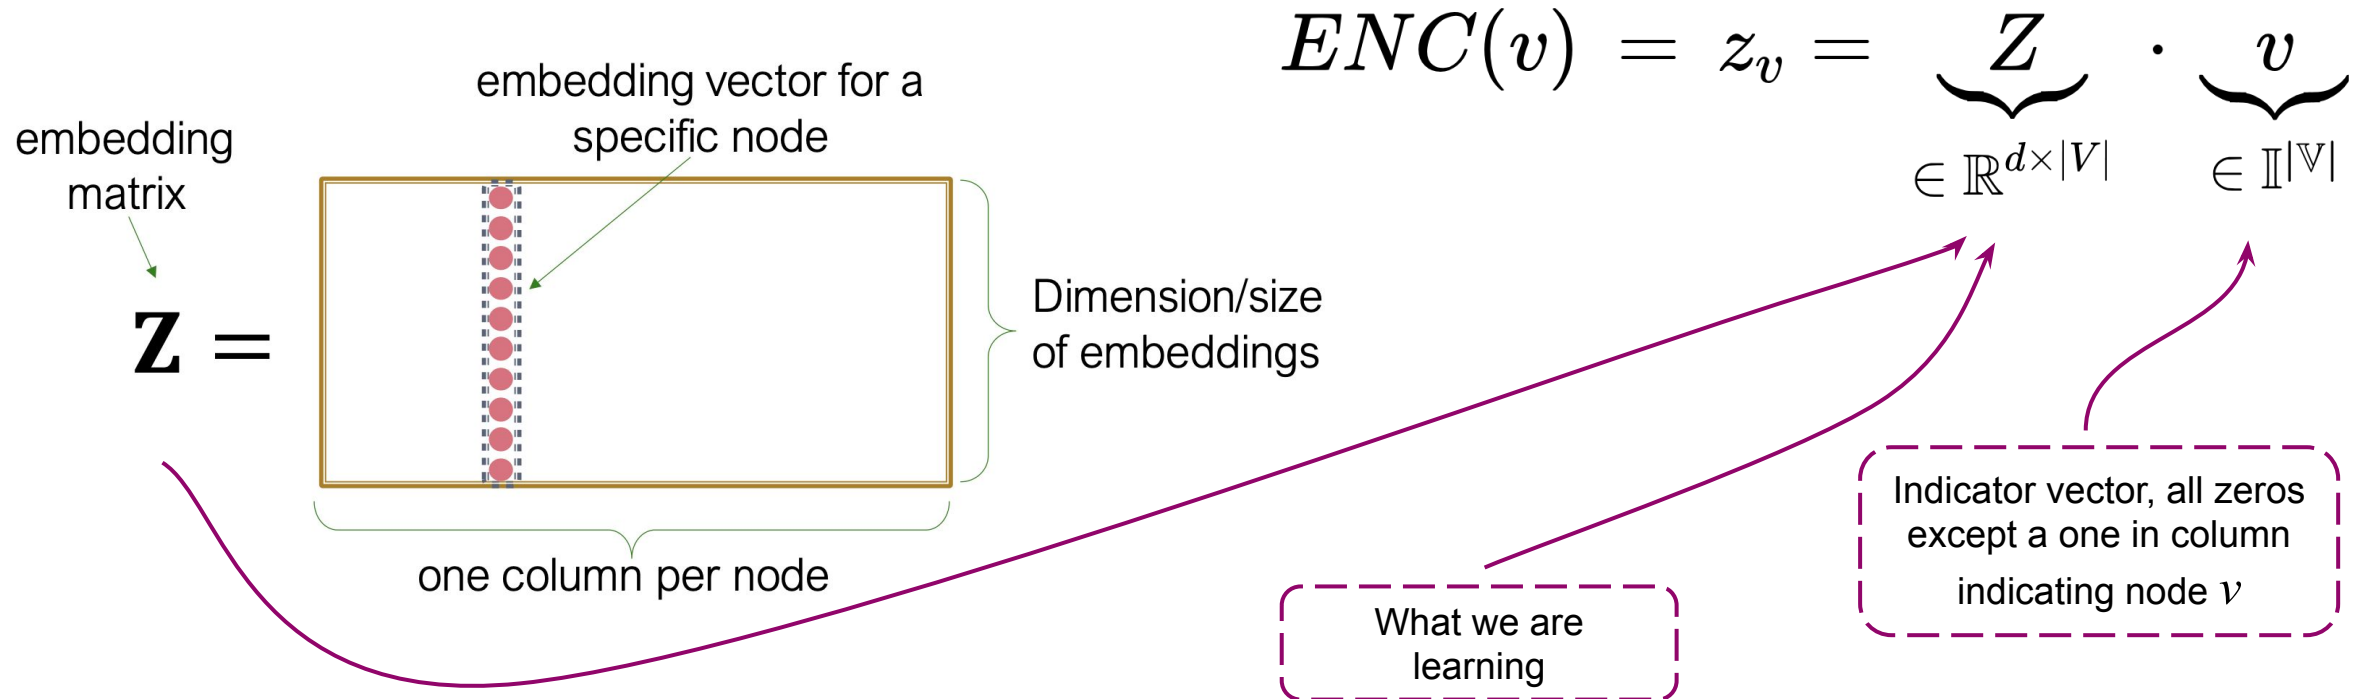 ENC(v) = z_v = Z · v
∈ ℝ^{d×|V|}
∈ 𝕀^{|𝕍|}
embedding vector for a
specific node
embedding
matrix
Z =
Dimension/size
of embeddings
one column per node
What we are
learning
Indicator vector, all zeros
except a one in column
indicating node v